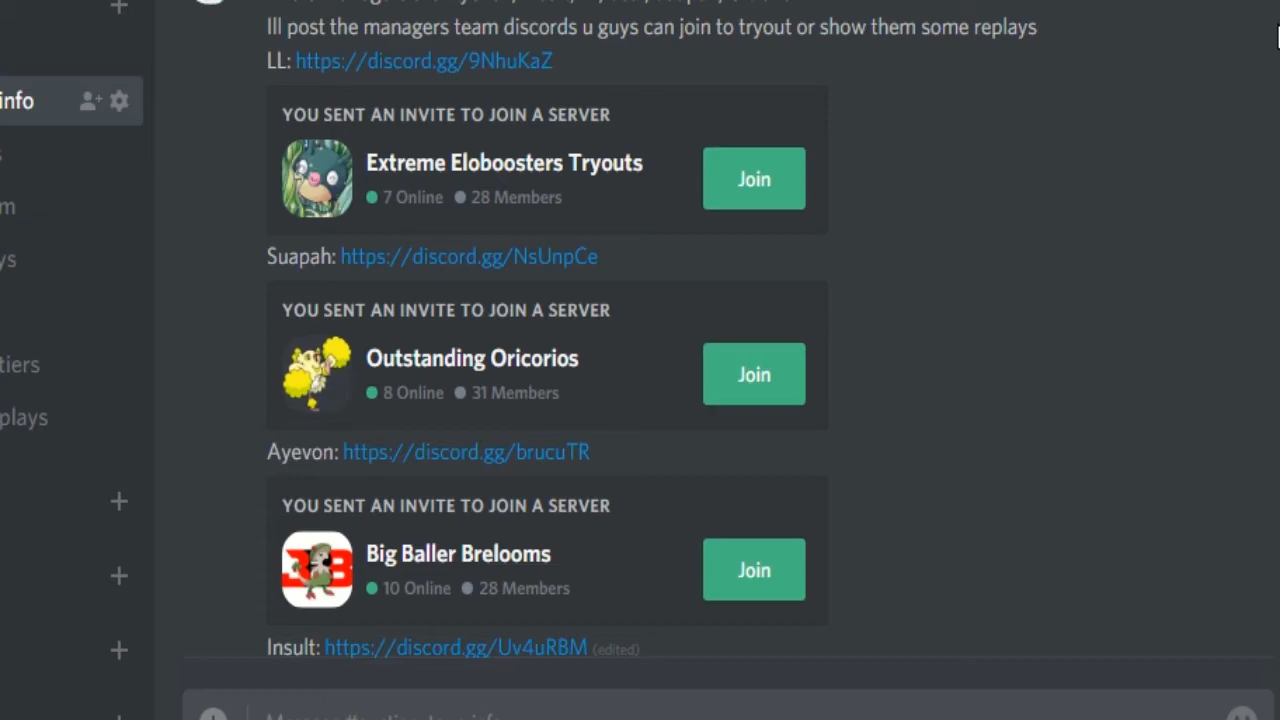 Ill post the managers team discords u guys can join to tryout or show them some replays
LL: https://discord.gg/9NhuKaZ
info
YOU SENT AN INVITE TO JOIN A SERVER
Extreme Eloboosters Tryouts
7 Online 28 Members
Join
s
m
Suapah: https://discord.gg/NsUnpCe
ys
YOU SENT AN INVITE TO JOIN A SERVER
Outstanding Oricorios
8 Online 31 Members
Join
tiers
plays
Ayevon: https://discord.gg/brucuTR
YOU SENT AN INVITE TO JOIN A SERVER
Big Baller Brelooms
10 Online 28 Members
Join
Insult: https://discord.gg/Uv4uRBM (edited)